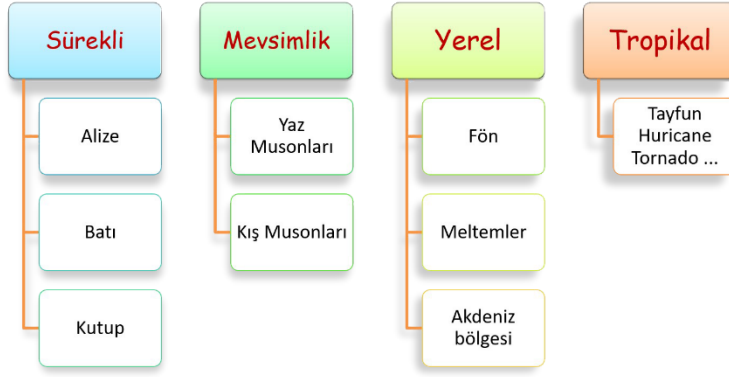 Sürekli
Alize
Batı
Kutup
Mevsimlik
Yaz
Musonları
Kış Musonları
Yerel
Fön
Meltemler
Akdeniz
bölgesi
Tropikal
Tayfun
Huricane
Tornado ...